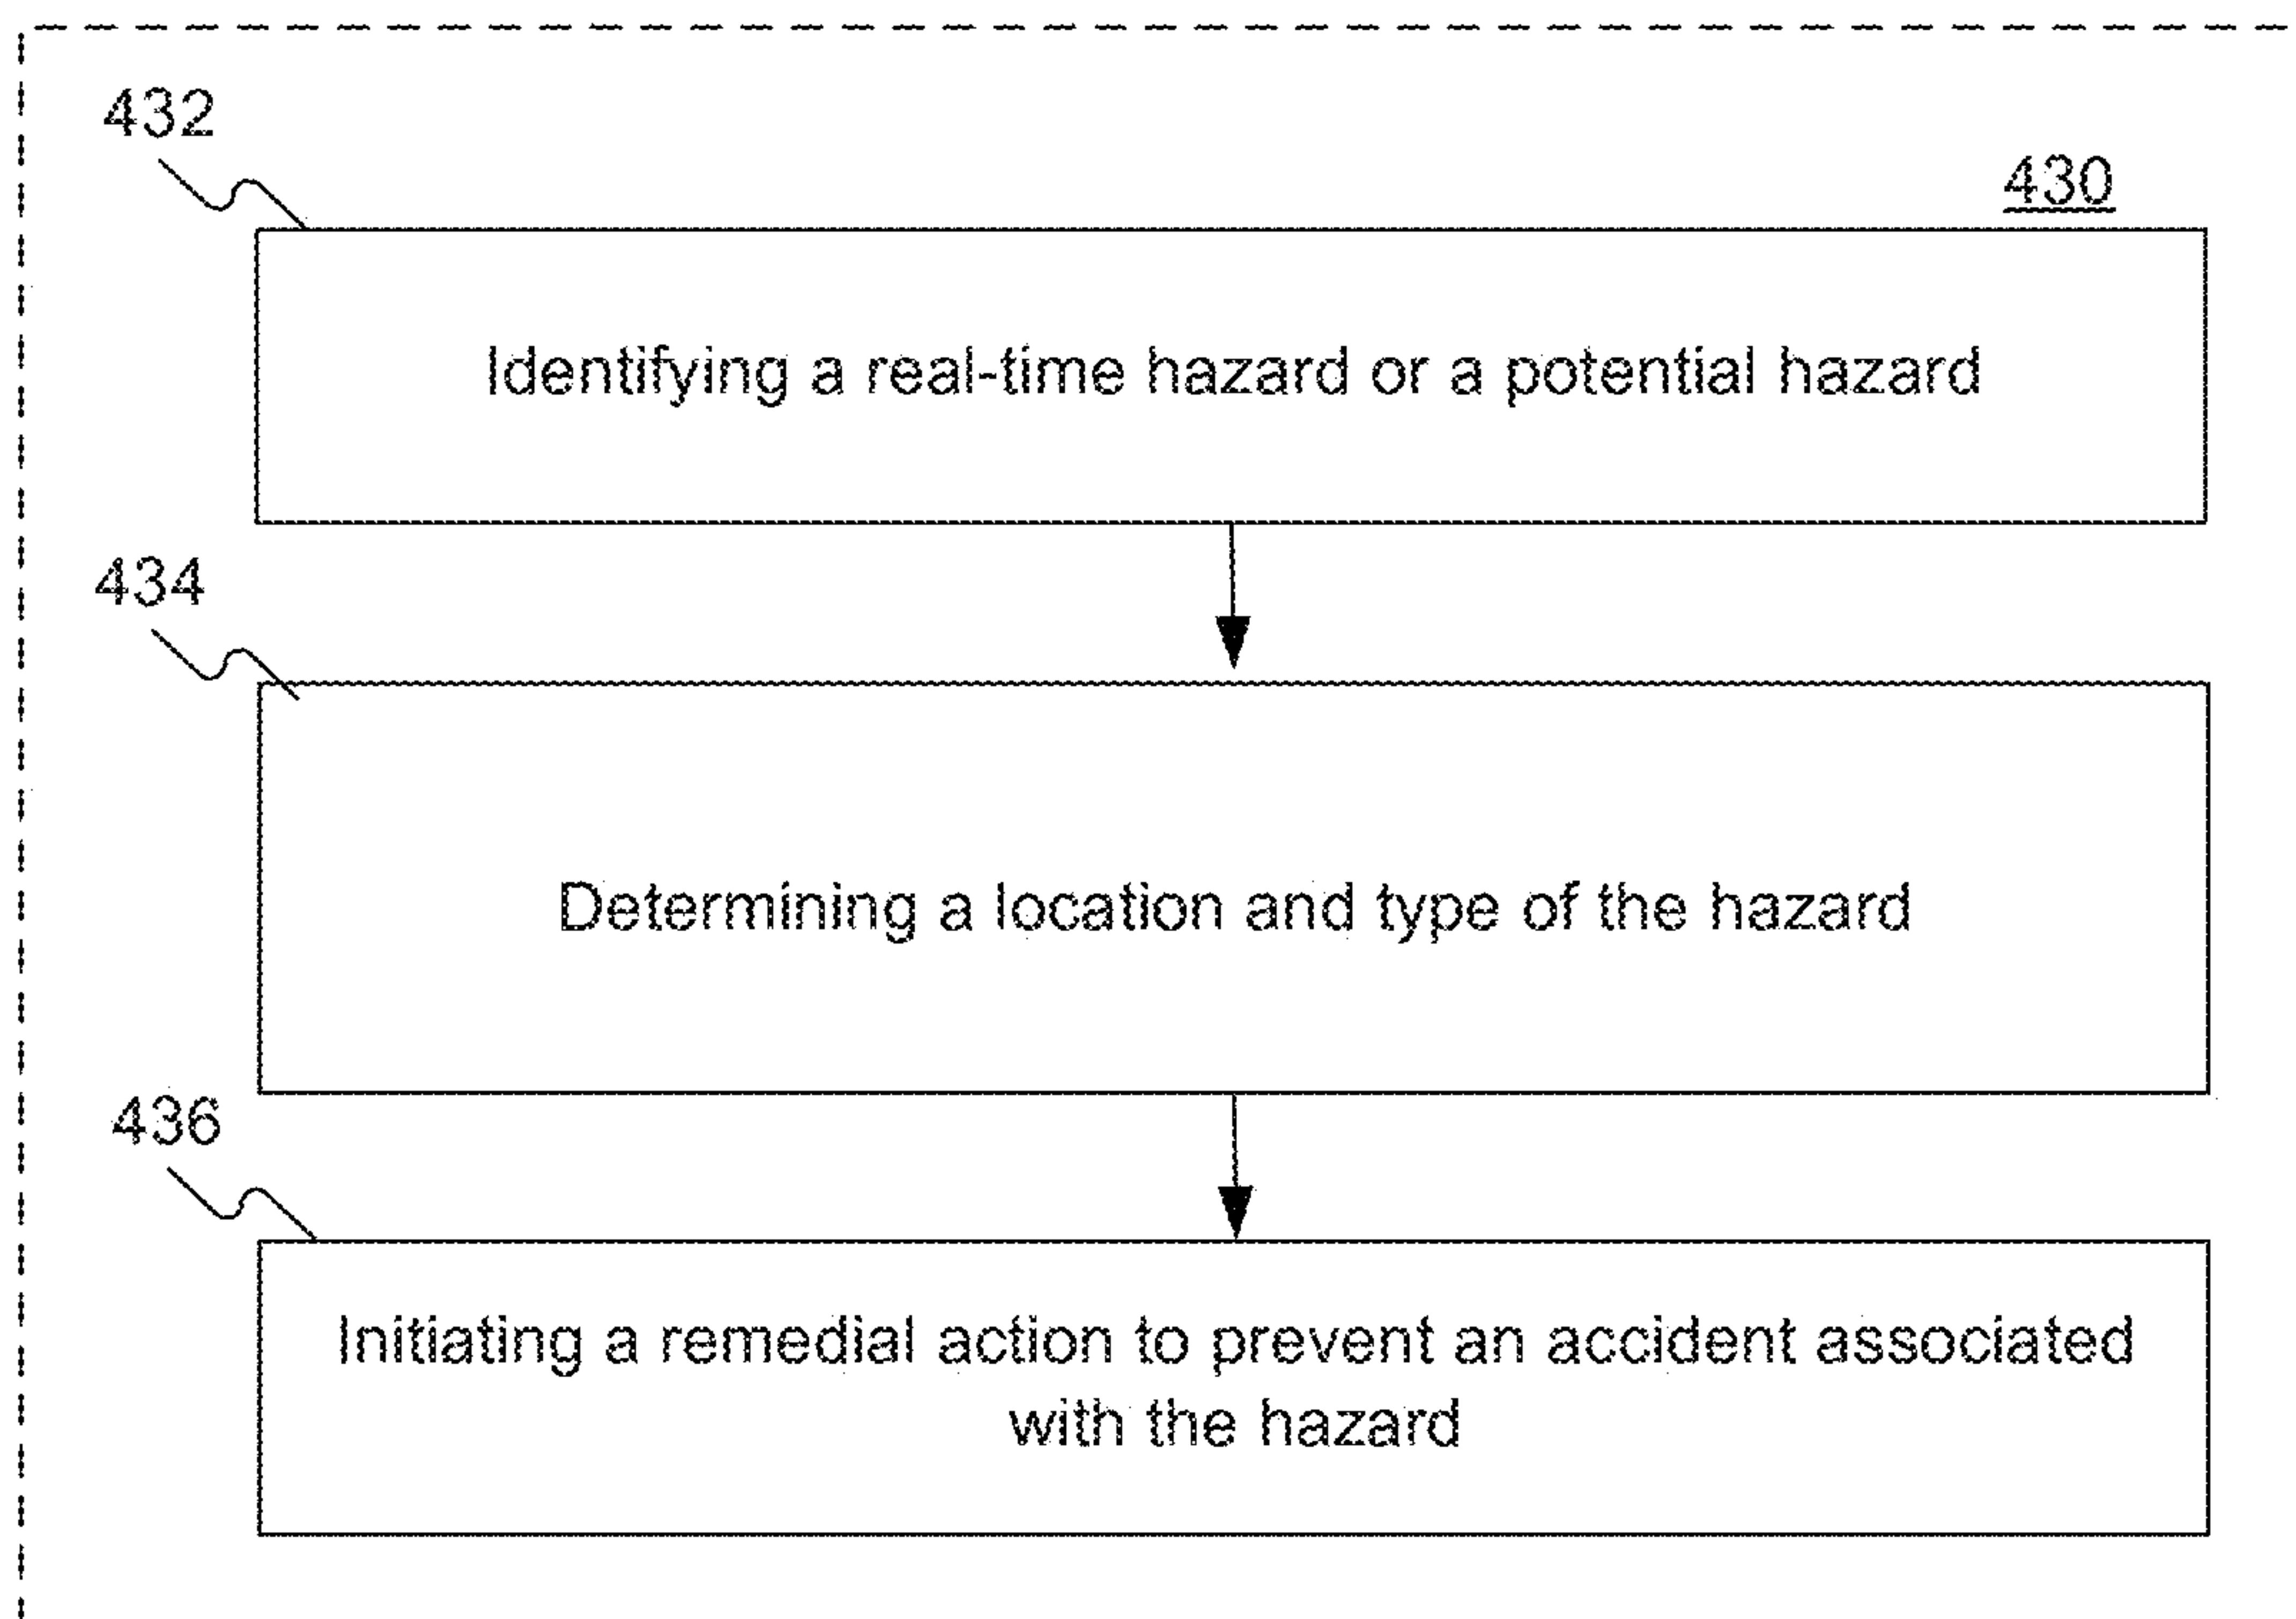 432
430
Identifying a real-time hazard or a potential hazard
434
Determining a location and type of the hazard
436
Initiating a remedial action to prevent an accident associated
with the hazard